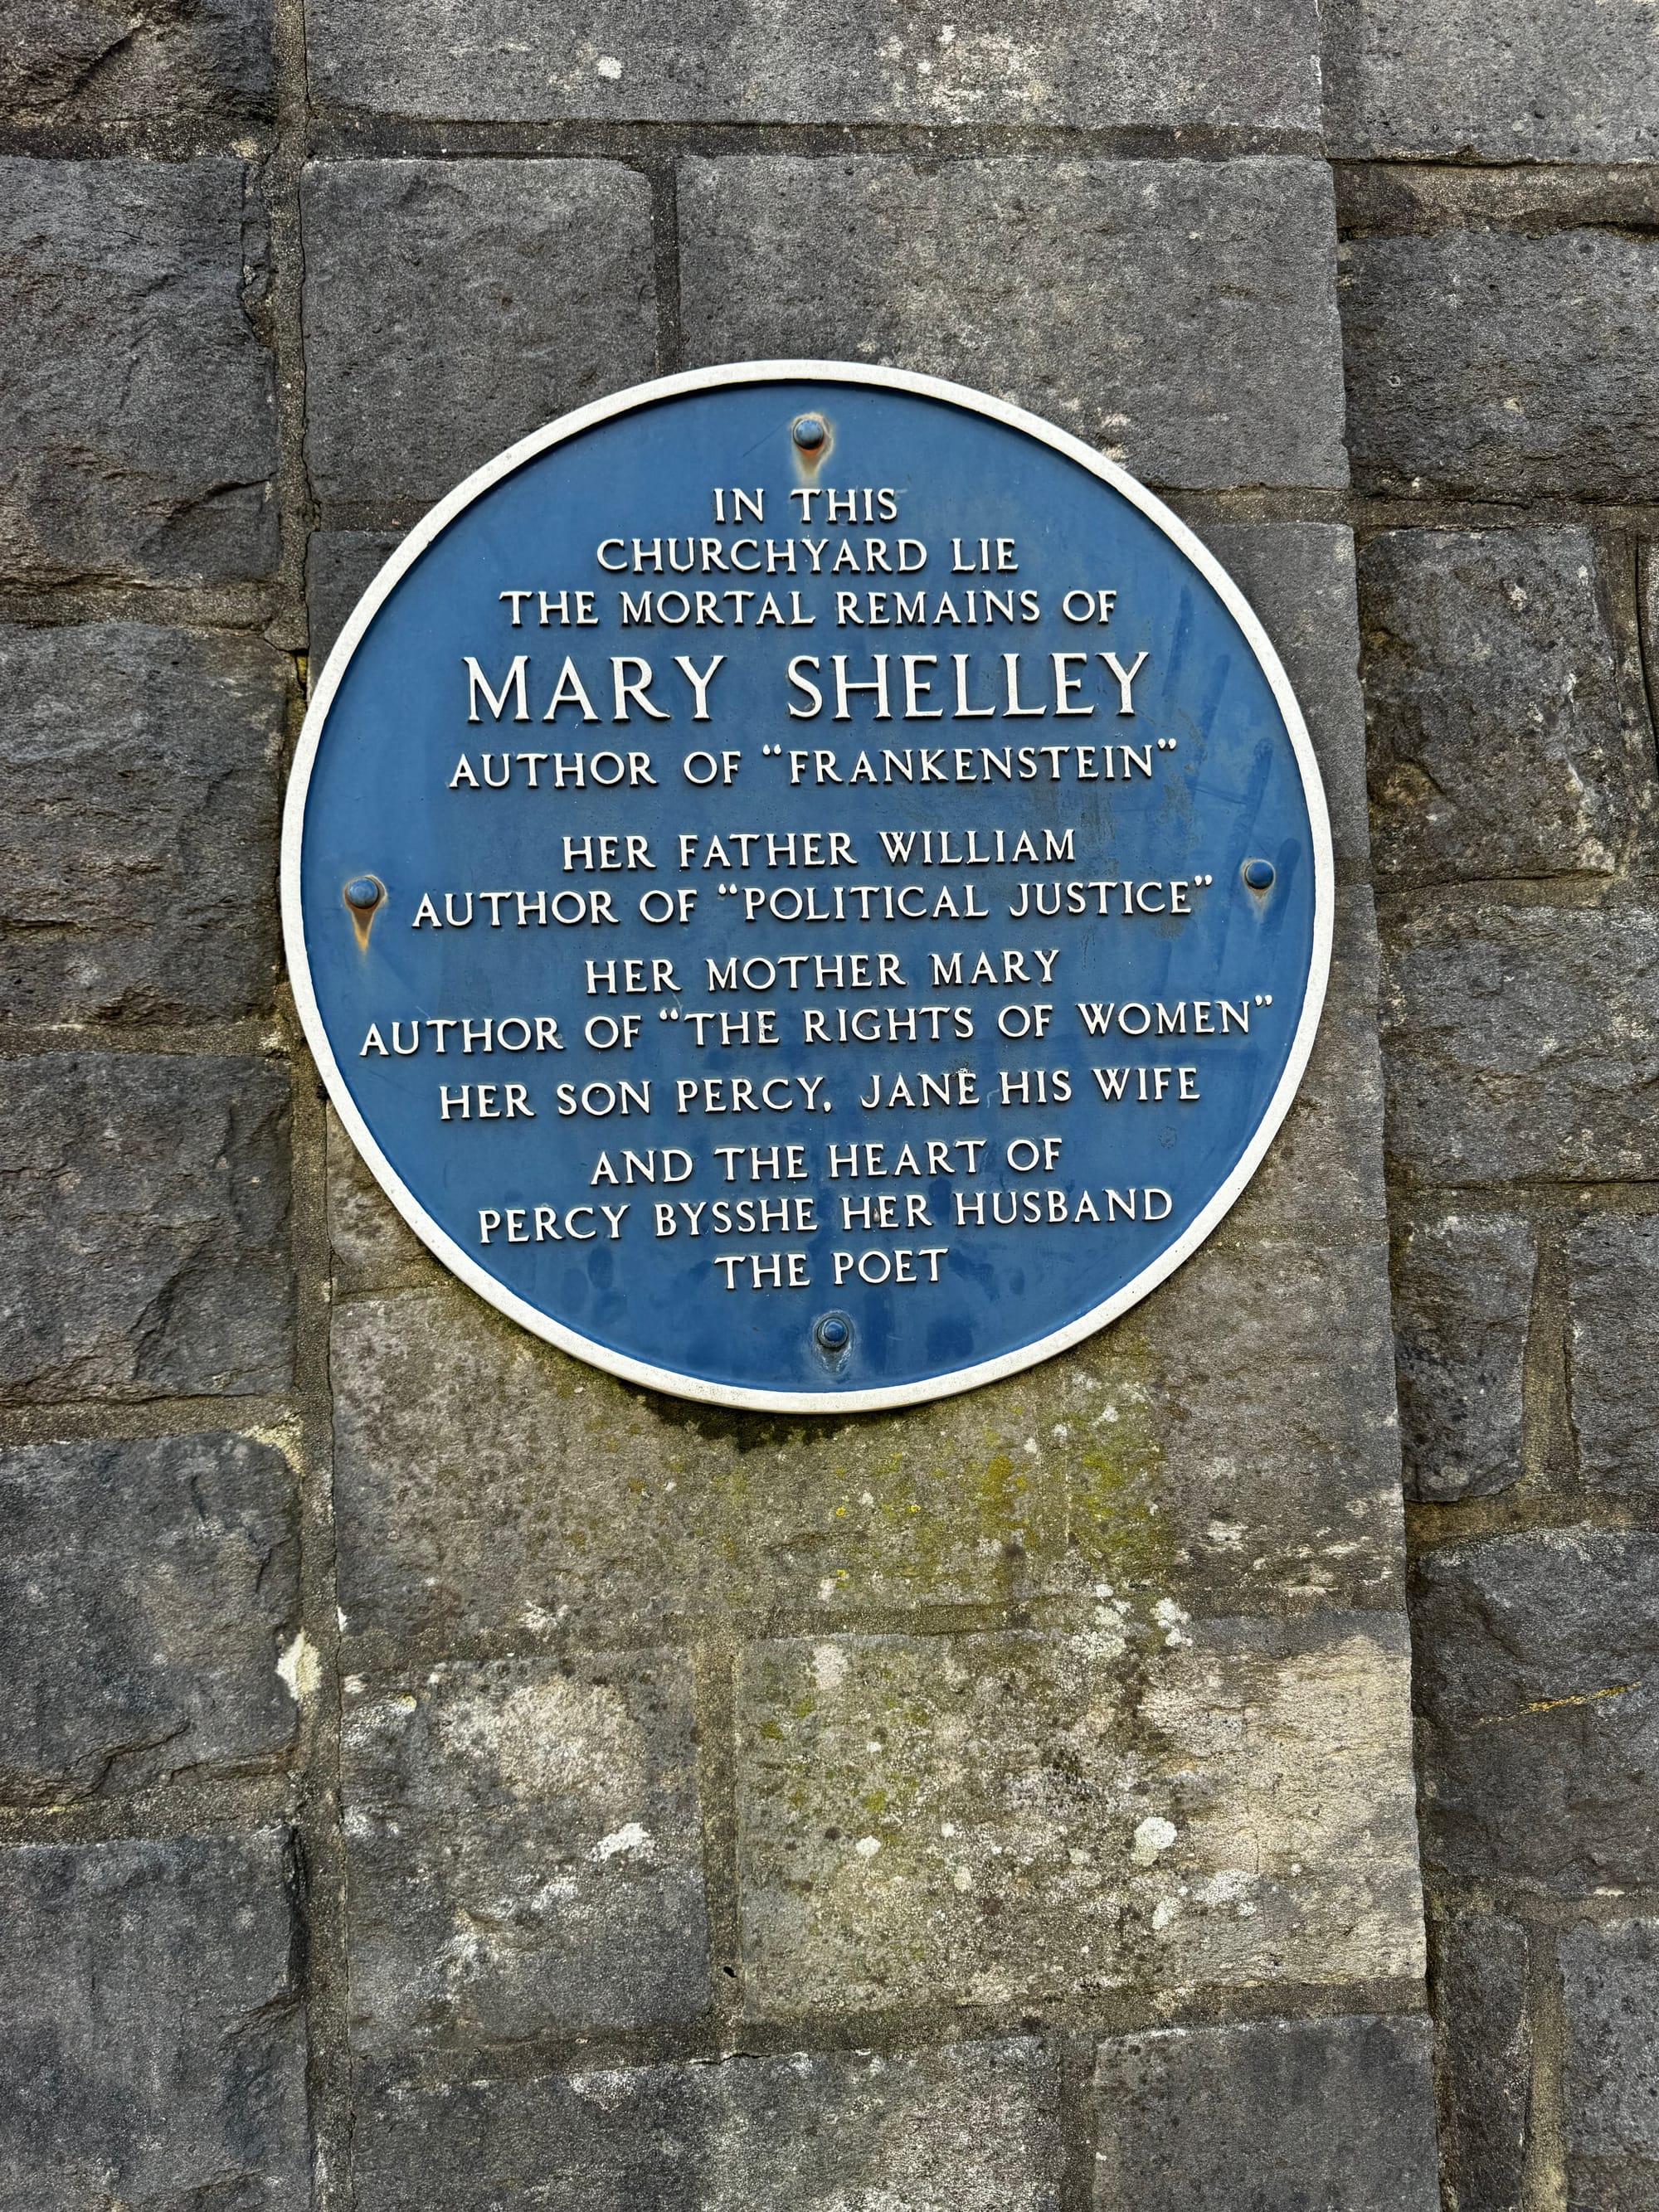 IN THIS
CHURCHYARD LIE
THE MORTAL REMAINS OF
MARY SHELLEY
AUTHOR OF “FRANKENSTEIN”
HER FATHER WILLIAM
AUTHOR OF “POLITICAL JUSTICE”
HER MOTHER MARY
AUTHOR OF “THE RIGHTS OF WOMEN”
HER SON PERCY, JANE HIS WIFE
AND THE HEART OF
PERCY BYSSHE HER HUSBAND
THE POET